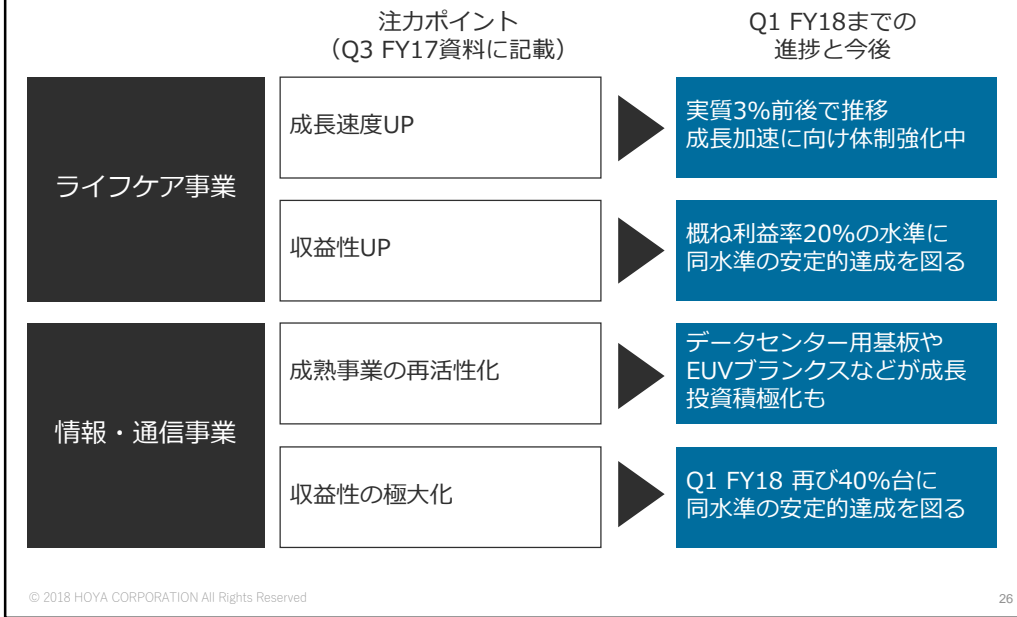 注力ポイント
（Q3 FY17資料に記載）
Q1 FY18までの
進捗と今後
ライフケア事業
成長速度UP
実質3%前後で推移
成長加速に向け体制強化中
収益性UP
概ね利益率20%の水準に
同水準の安定的達成を図る
情報・通信事業
成熟事業の再活性化
データセンター用基板や
EUVブランクスなどが成長
投資積極化も
収益性の極大化
Q1 FY18 再び40%台に
同水準の安定的達成を図る
© 2018 HOYA CORPORATION All Rights Reserved
26